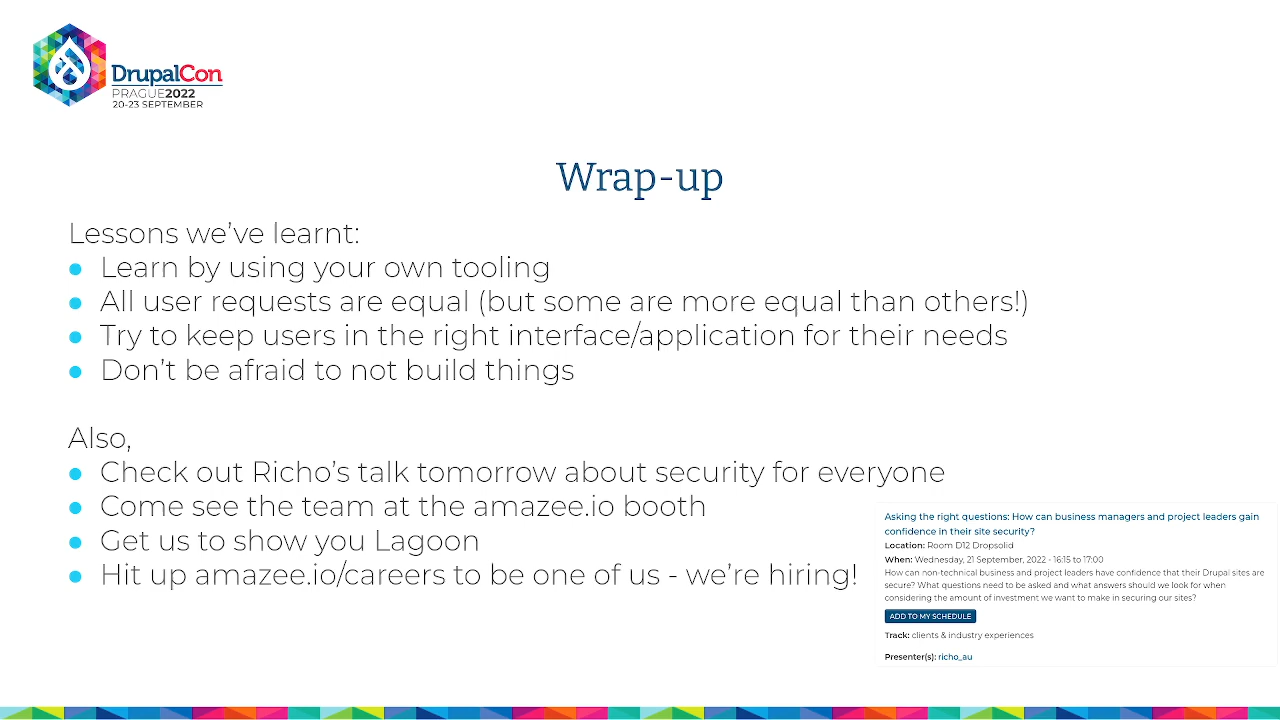 DrupalCon
PRAGUE2022
20-23 SEPTEMBER
Wrap-up
Lessons we’ve learnt:
● Learn by using your own tooling
● All user requests are equal (but some are more equal than others!)
● Try to keep users in the right interface/application for their needs
● Don’t be afraid to not build things
Also,
● Check out Richo’s talk tomorrow about security for everyone
● Come see the team at the amazee.io booth
● Get us to show you Lagoon
● Hit up amazee.io/careers to be one of us - we’re hiring!
Asking the right questions: How can business managers and project leaders gain
confidence in their site security?
Location: Room D12 Dropsolid
When: Wednesday, 21 September, 2022 - 16:15 to 17:00
How can non-technical business and project leaders have confidence that their Drupal sites are
secure? What questions need to be asked and what answers should we look for when
considering the amount of investment we want to make in securing our sites?
ADD TO MY SCHEDULE
Track: clients & industry experiences
Presenter(s): richo_au